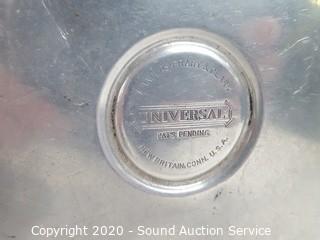 UNIVERSAL
PAT'S PENDING
NEW BRITAIN, CONN. U.S.A.
Copyright 2020 - Sound Auction Service